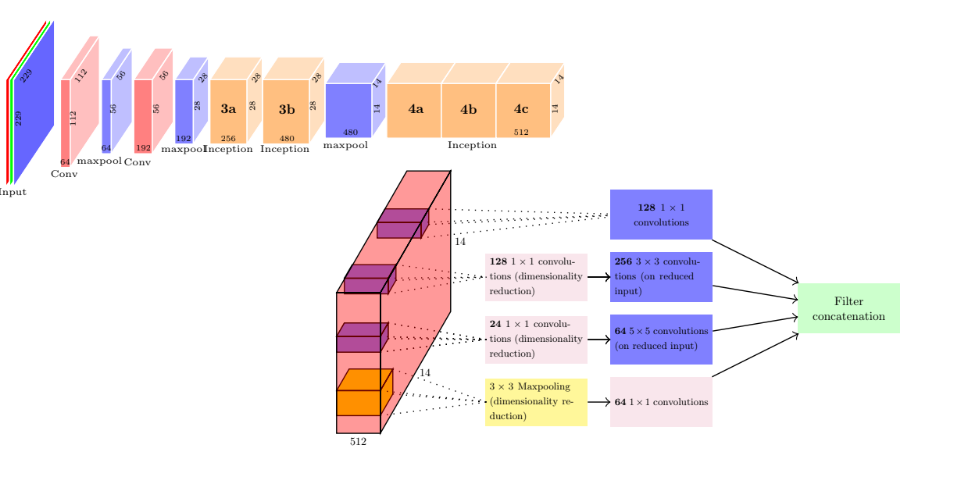 229
229
Input
112
112
64
Conv
56
56
64
maxpool
56
56
192
Conv
28
28
192
maxpool
28
28
3a
256
Inception
28
28
3b
480
Inception
14
14
480
maxpool
4a
4b
4c
14
14
512
Inception
14
14
512
128 1 × 1
convolutions
128 1 × 1 convolu-
tions (dimensionality
reduction)
256 3 × 3 convolu-
tions (on reduced
input)
24 1 × 1 convolu-
tions (dimensionality
reduction)
64 5 × 5 convolutions
(on reduced input)
3 × 3 Maxpooling
(dimensionality re-
duction)
64 1 × 1 convolutions
Filter
concatenation